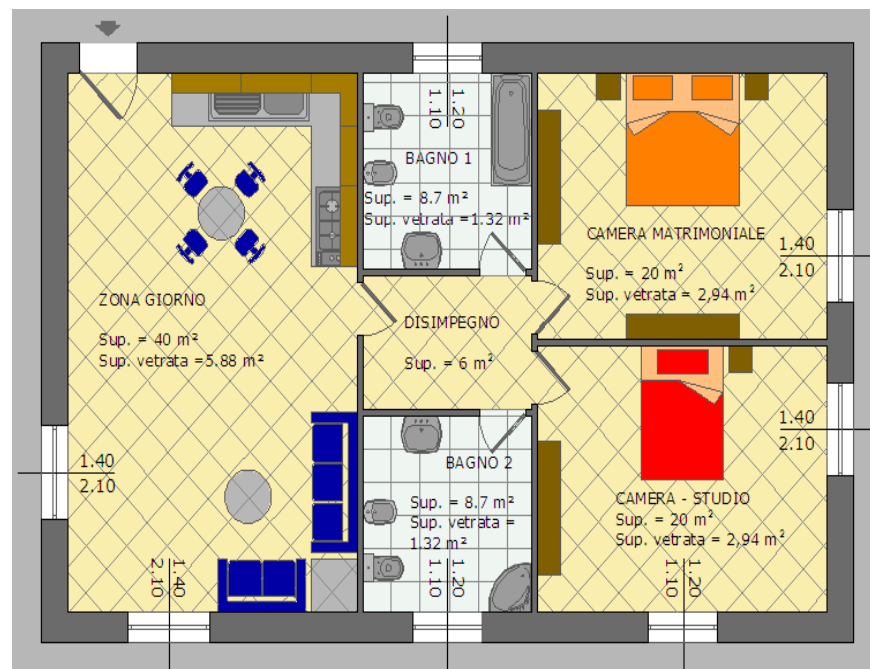 1.20
1.10
BAGNO 1
Sup. = 8.7 m²
Sup. vetrata =1.32 m²
CAMERA MATRIMONIALE
Sup. = 20 m²
Sup. vetrata = 2,94 m²
1.40
2.10
ZONA GIORNO
Sup. = 40 m²
Sup. vetrata =5.88 m²
DISIMPEGNO
Sup. = 6 m²
1.40
2.10
1.40
2.10
BAGNO 2
Sup. = 8.7 m²
Sup. vetrata =
1.32 m²
CAMERA - STUDIO
Sup. = 20 m²
Sup. vetrata = 2,94 m²
1.40
2.10
1.20
1.10
1.20
1.10